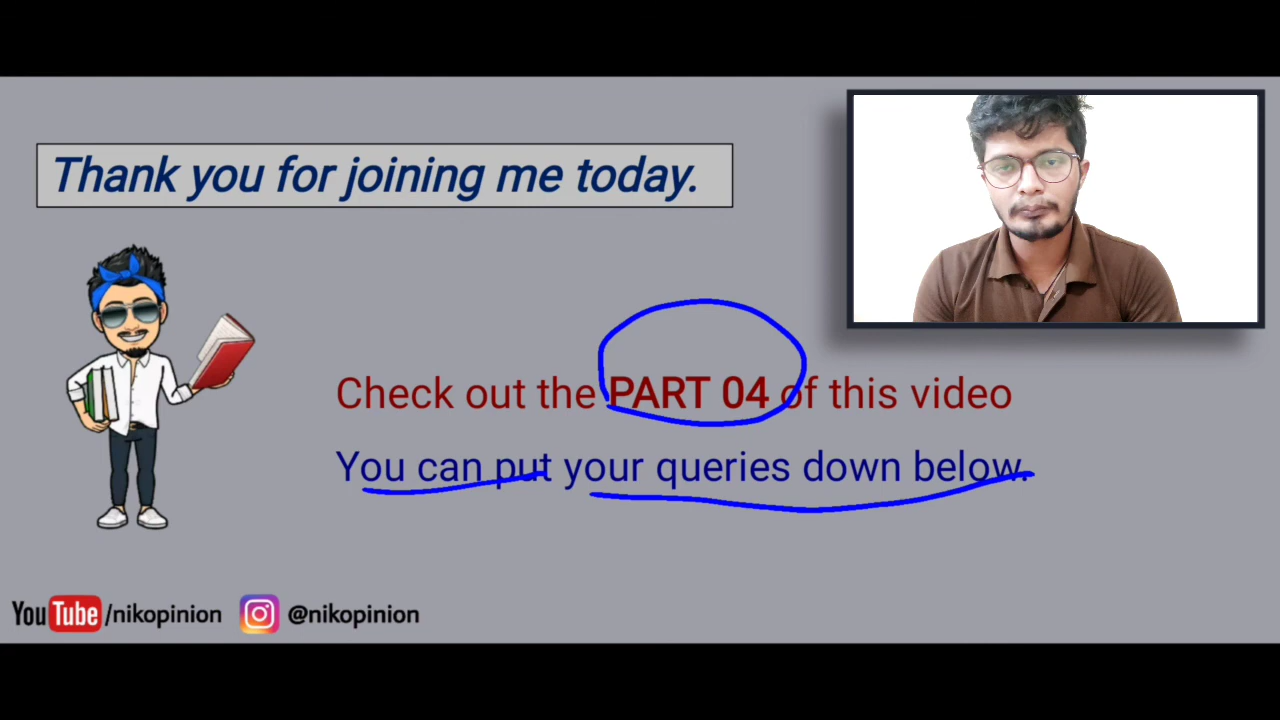 Thank you for joining me today.
Check out the PART 04 of this video
You can put your queries down below.
YouTube/nikopinion @nikopinion